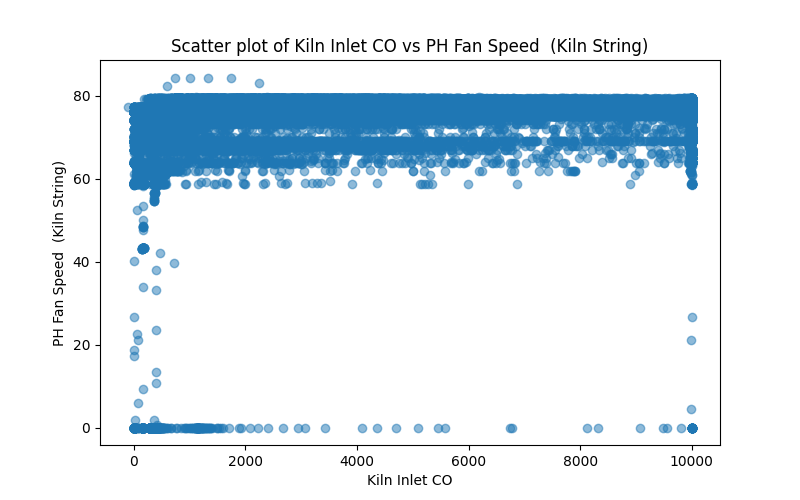 Scatter plot of Kiln Inlet CO vs PH Fan Speed  (Kiln String)
PH Fan Speed  (Kiln String)
80
60
40
20
0
0 2000 4000 6000 8000 10000
Kiln Inlet CO